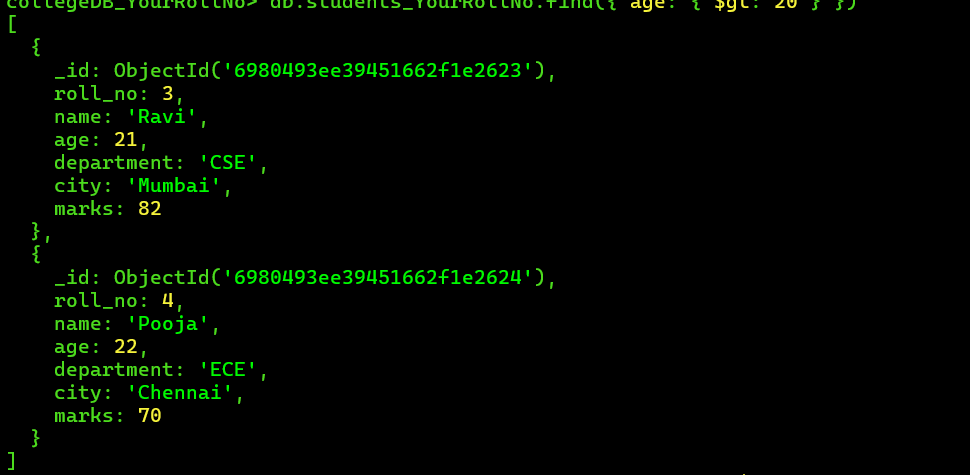 collegeDB_YourRollNo> db.students_YourRollNo.find({ age: { $gt: 20 } })
[
  {
    _id: ObjectId('6980493ee39451662f1e2623'),
    roll_no: 3,
    name: 'Ravi',
    age: 21,
    department: 'CSE',
    city: 'Mumbai',
    marks: 82
  },
  {
    _id: ObjectId('6980493ee39451662f1e2624'),
    roll_no: 4,
    name: 'Pooja',
    age: 22,
    department: 'ECE',
    city: 'Chennai',
    marks: 70
  }
]